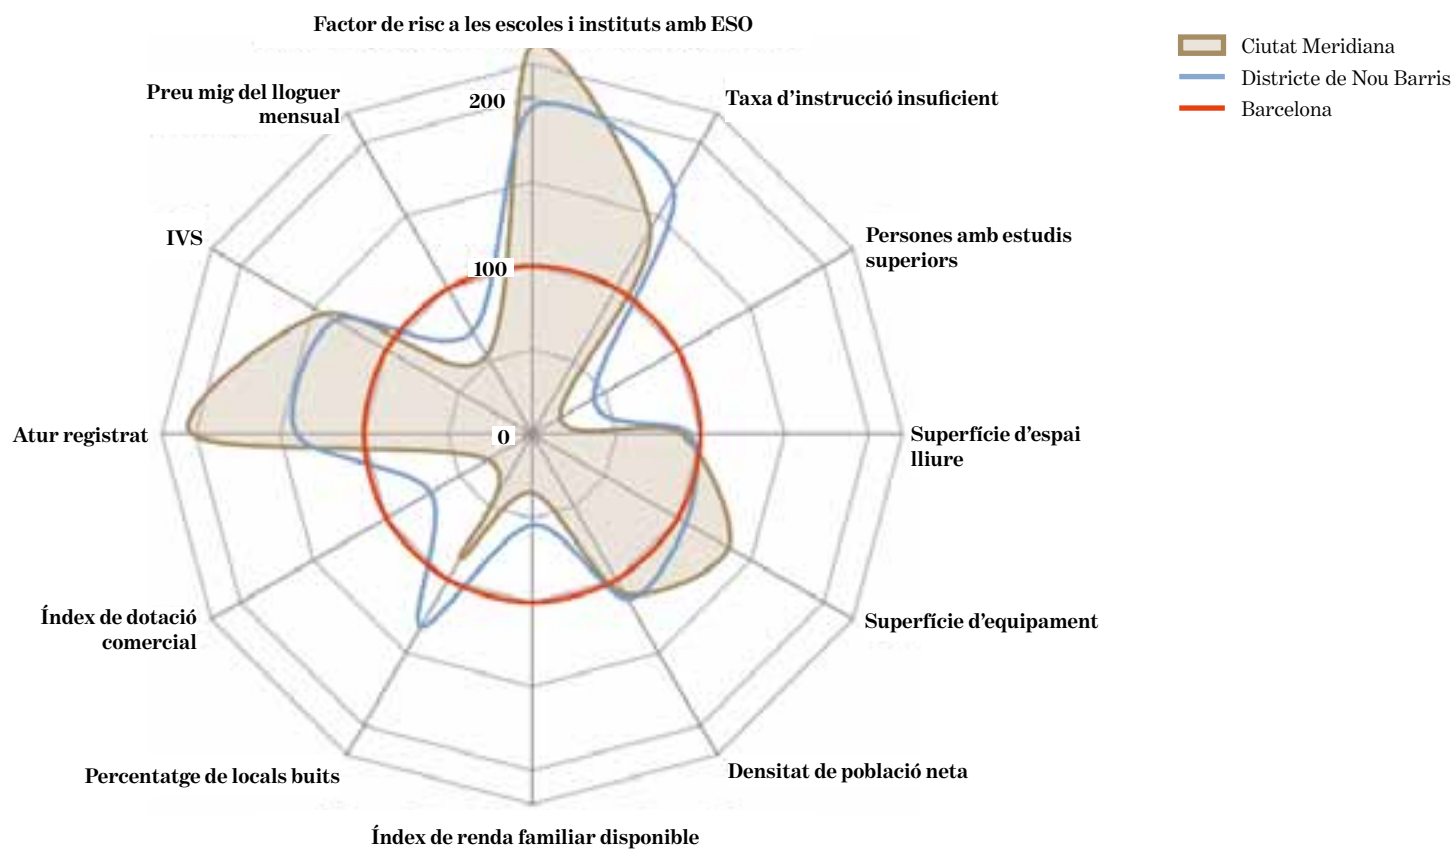 Factor de risc a les escoles i instituts amb ESO
Ciutat Meridiana
Districte de Nou Barris
Barcelona
Preu mig del lloguer
mensual
200
Taxa d'instrucció insuficient
IVS
Persones amb estudis
superiors
100
Atur registrat
0
Superfície d'espai
lliure
Índex de dotació
comercial
Superfície d'equipament
Percentatge de locals buits
Densitat de població neta
Índex de renda familiar disponible